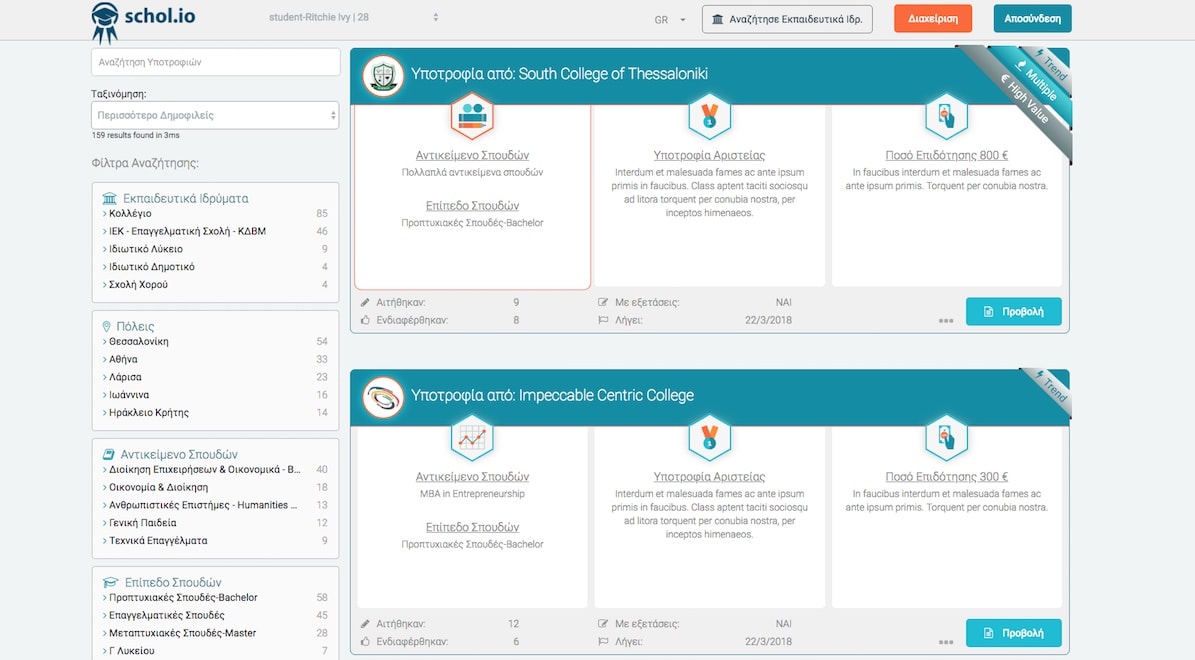 schol.io
student-Ritchie Ivy | 28
GR
Αναζήτησε Εκπαιδευτικά Ιδρ.
Διαχείριση
Αποσύνδεση
Αναζήτηση Υποτροφιών
Ταξινόμηση:
Περισσότερο Δημοφιλείς
159 results found in 3ms
Φίλτρα Αναζήτησης:
Εκπαιδευτικά Ιδρύματα
Κολλέγιο 85
ΙΕΚ - Επαγγελματική Σχολή - ΚΔΒΜ 46
Ιδιωτικό Λύκειο 9
Ιδιωτικό Δημοτικό 4
Σχολή Χορού 4
Πόλεις
Θεσσαλονίκη 54
Αθήνα 33
Λάρισα 23
Ιωάννινα 16
Ηράκλειο Κρήτης 14
Αντικείμενο Σπουδών
Διοίκηση Επιχειρήσεων & Οικονομικά - B... 40
Οικονομία & Διοίκηση 18
Ανθρωπιστικές Επιστήμες - Humanities ... 13
Γενική Παιδεία 12
Τεχνικά Επαγγέλματα 9
Επίπεδο Σπουδών
Προπτυχιακές Σπουδές-Bachelor 58
Επαγγελματικές Σπουδές 45
Μεταπτυχιακές Σπουδές-Master 28
Γ Λυκείου 7
Υποτροφία από: South College of Thessaloniki
Trend
Multiple
€ High Value
Αντικείμενο Σπουδών
Πολλαπλά αντικείμενα σπουδών
Επίπεδο Σπουδών
Προπτυχιακές Σπουδές-Bachelor
Υποτροφία Αριστείας
Interdum et malesuada fames ac ante ipsum
primis in faucibus. Class aptent taciti sociosqu
ad litora torquent per conubia nostra, per
inceptos himenaeos.
Ποσό Επιδότησης 800 €
In faucibus interdum et malesuada fames ac
ante ipsum primis. Torquent per conubia nostra.
Αιτήθηκαν: 9
Ενδιαφέρθηκαν: 8
Με εξετάσεις: ΝΑΙ
Λήγει: 22/3/2018
Προβολή
Υποτροφία από: Impeccable Centric College
Trend
Αντικείμενο Σπουδών
MBA in Entrepreneurship
Επίπεδο Σπουδών
Προπτυχιακές Σπουδές-Bachelor
Υποτροφία Αριστείας
Interdum et malesuada fames ac ante ipsum
primis in faucibus. Class aptent taciti sociosqu
ad litora torquent per conubia nostra, per
inceptos himenaeos.
Ποσό Επιδότησης 300 €
In faucibus interdum et malesuada fames ac
ante ipsum primis. Torquent per conubia nostra.
Αιτήθηκαν: 12
Ενδιαφέρθηκαν: 6
Με εξετάσεις: ΝΑΙ
Λήγει: 22/3/2018
Προβολή